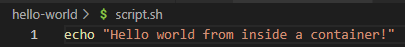 hello-world > $ script.sh
1 echo "Hello world from inside a container!"